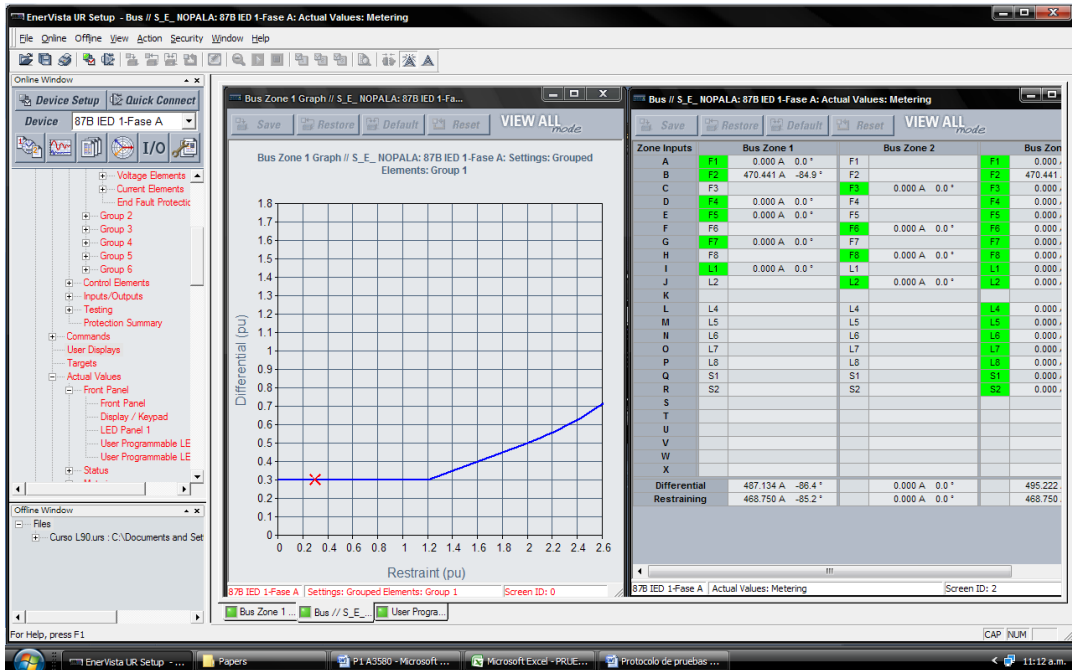 EnerVista UR Setup - Bus // S_E_ NOPALA: 87B IED 1-Fase A: Actual Values: Metering
File Online Offline View Action Security Window Help
Online Window
Device Setup Quick Connect
Device 87B IED 1-Fase A
I/O
Voltage Elements
Current Elements
End Fault Protectic
Group 2
Group 3
Group 4
Group 5
Group 6
Control Elements
Inputs/Outputs
Testing
Protection Summary
Commands
User Displays
Targets
Actual Values
Front Panel
Front Panel
Display / Keypad
LED Panel 1
User Programmable LE
User Programmable LE
Status
Offline Window
Files
Curso L90.urs : C:\Documents and Set
Bus Zone 1 Graph // S_E_ NOPALA: 87B IED 1-Fa...
Save Restore Default Reset VIEW ALL mode
Bus Zone 1 Graph // S_E_ NOPALA: 87B IED 1-Fase A: Settings: Grouped
Elements: Group 1
Differential (pu)
1.8
1.7
1.6
1.5
1.4
1.3
1.2
1.1
1
0.9
0.8
0.7
0.6
0.5
0.4
0.3
0.2
0.1
0
0 0.2 0.4 0.6 0.8 1 1.2 1.4 1.6 1.8 2 2.2 2.4 2.6
Restraint (pu)
87B IED 1-Fase A Settings: Grouped Elements: Group 1 Screen ID: 0
Bus // S_E_ NOPALA: 87B IED 1-Fase A: Actual Values: Metering
Save Restore Default Reset VIEW ALL mode
Zone Inputs Bus Zone 1 Bus Zone 2 Bus Zon
A F1 0.000 A 0.0 ° F1 F1 0.000
B F2 470.441 A -84.9 ° F2 F2 470.441
C F3 F3 0.000 A 0.0 ° F3 0.000
D F4 0.000 A 0.0 ° F4 F4 0.000
E F5 0.000 A 0.0 ° F5 F5 0.000
F F6 F6 0.000 A 0.0 ° F6 0.000
G F7 0.000 A 0.0 ° F7 F7 0.000
H F8 F8 0.000 A 0.0 ° F8 0.000
I L1 0.000 A 0.0 ° L1 L1 0.000
J L2 L2 0.000 A 0.0 ° L2 0.000
K
L L4 L4 L4 0.000
M L5 L5 L5 0.000
N L6 L6 L6 0.000
O L7 L7 L7 0.000
P L8 L8 L8 0.000
Q S1 S1 S1 0.000
R S2 S2 S2 0.000
S
T
U
V
W
X
Differential 487.134 A -86.4 ° 0.000 A 0.0 ° 495.222
Restraining 468.750 A -85.2 ° 0.000 A 0.0 ° 468.750
87B IED 1-Fase A Actual Values: Metering Screen ID: 2
Bus Zone 1 ... Bus // S_E_... User Progra...
For Help, press F1
CAP NUM
EnerVista UR Setup - ... Papers P1 A3580 - Microsoft ... Microsoft Excel - PRUE... Protocolo de pruebas ... 11:12 a.m.